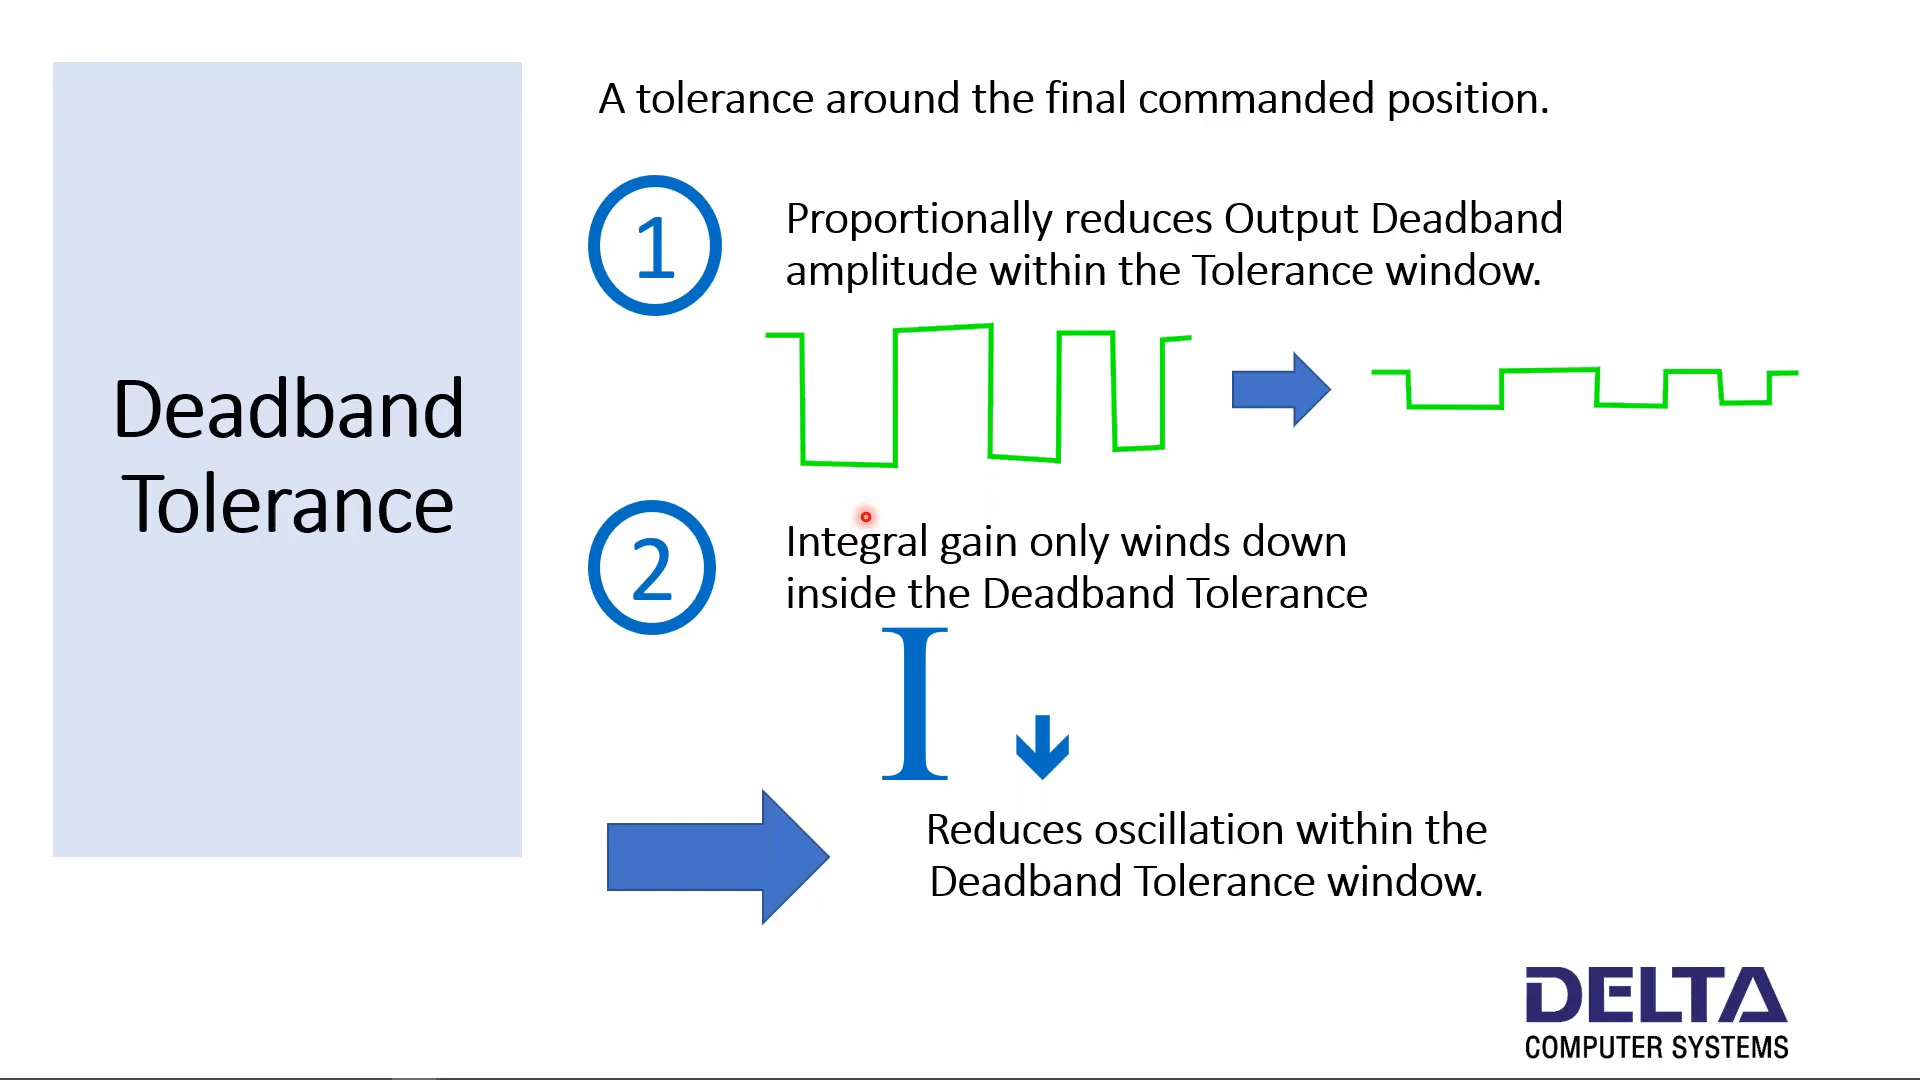 Deadband
Tolerance
A tolerance around the final commanded position.
1
Proportionally reduces Output Deadband
amplitude within the Tolerance window.
2
Integral gain only winds down
inside the Deadband Tolerance
I
Reduces oscillation within the
Deadband Tolerance window.
DELTA
COMPUTER SYSTEMS